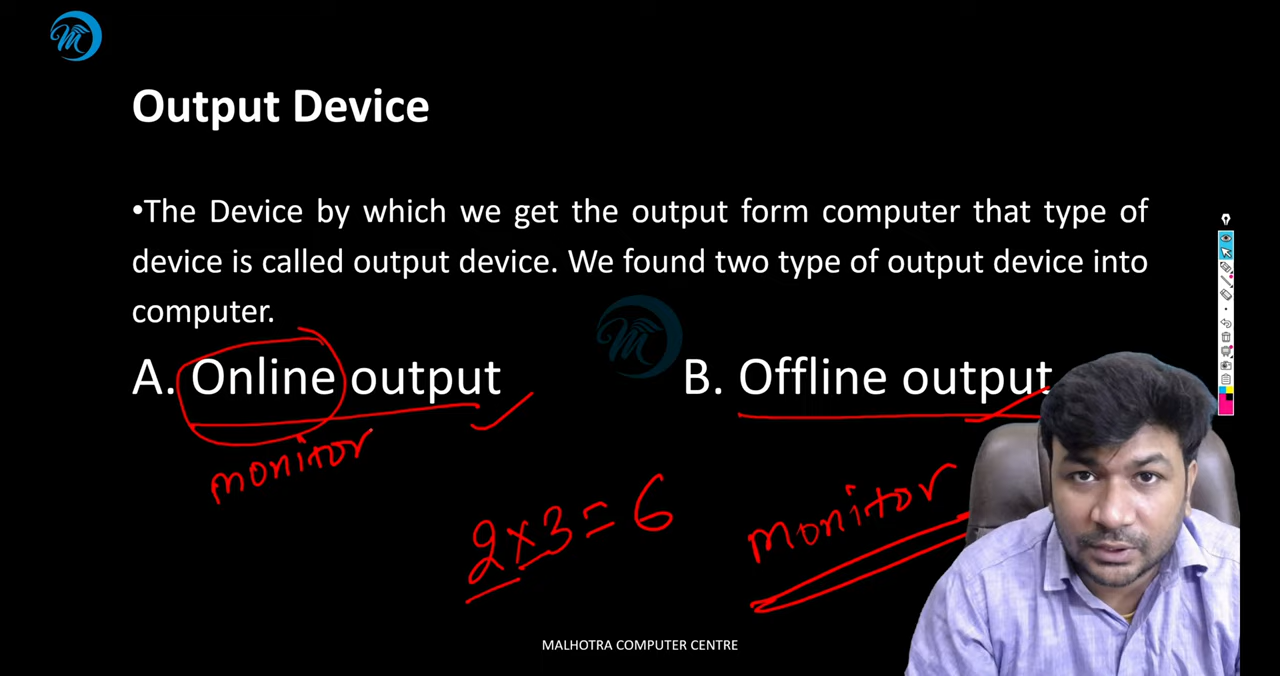 Output Device
•The Device by which we get the output form computer that type of
device is called output device. We found two type of output device into
computer.
A. Online output
B. Offline output
monitor
2×3=6
monitor
MALHOTRA COMPUTER CENTRE